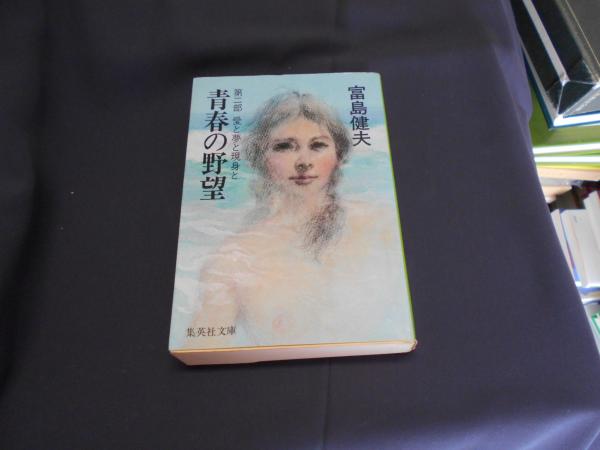 富島健夫
第二部 愛と夢と現身と
青春の野望
集英社文庫